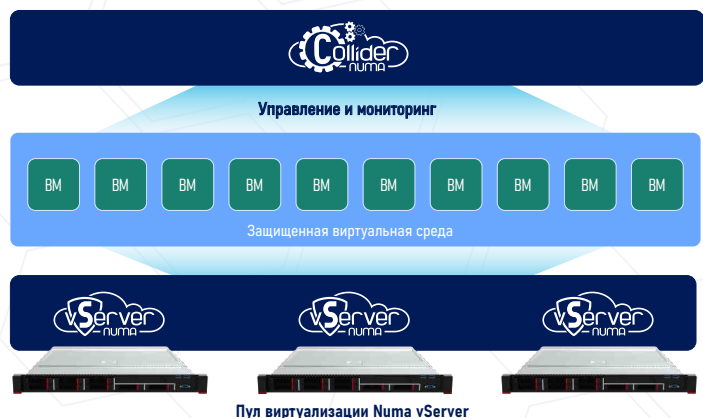 Collider
NUMA
Управление и мониторинг
ВМ ВМ ВМ ВМ ВМ ВМ ВМ ВМ ВМ ВМ
Защищенная виртуальная среда
vServer vServer vServer
NUMA NUMA NUMA
Пул виртуализации Numa vServer